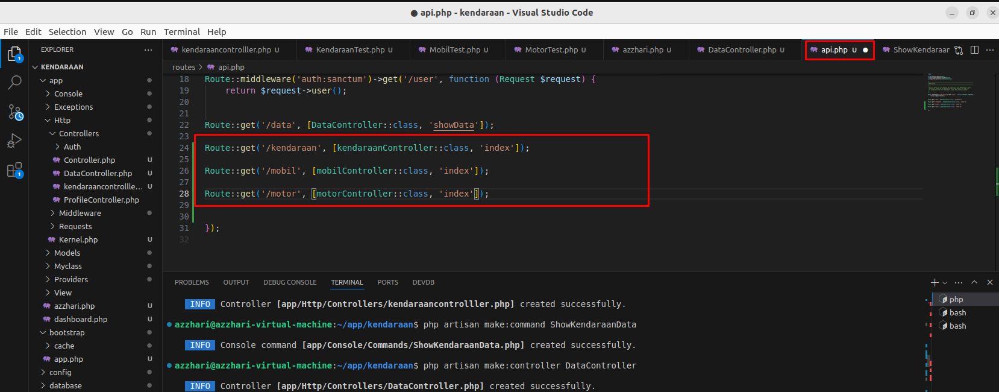 api.php - kendaraan - Visual Studio Code
File Edit Selection View Go Run Terminal Help
EXPLORER
KENDARAAN
app
Console
Exceptions
Http
Controllers
Auth
Controller.php U
DataController.php U
kendaraancontrollle... U
ProfileController.php
Middleware
Requests
Kernel.php U
Models
Myclass
Providers
View
azzhari.php U
dashboard.php U
bootstrap
cache
app.php U
config
database
kendaraancontrolller.php U KendaraanTest.php U MobilTest.php U MotorTest.php U azzhari.php U DataController.php U api.php U ShowKendaraan
routes > api.php
18 Route::middleware('auth:sanctum')->get('/user', function (Request $request) {
19 return $request->user();
20
21
22 Route::get('/data', [DataController::class, 'showData']);
23
24 Route::get('/kendaraan', [kendaraanController::class, 'index']);
25
26 Route::get('/mobil', [mobilController::class, 'index']);
27
28 Route::get('/motor', [motorController::class, 'index']);
29
30
31 });
32
PROBLEMS OUTPUT DEBUG CONSOLE TERMINAL PORTS DEVDB
INFO Controller [app/Http/Controllers/kendaraancontrolller.php] created successfully.
azzhari@azzhari-virtual-machine:~/app/kendaraan$ php artisan make:command ShowKendaraanData
INFO Console command [app/Console/Commands/ShowKendaraanData.php] created successfully.
azzhari@azzhari-virtual-machine:~/app/kendaraan$ php artisan make:controller DataController
INFO Controller [app/Http/Controllers/DataController.php] created successfully.
php
bash
bash
1
1